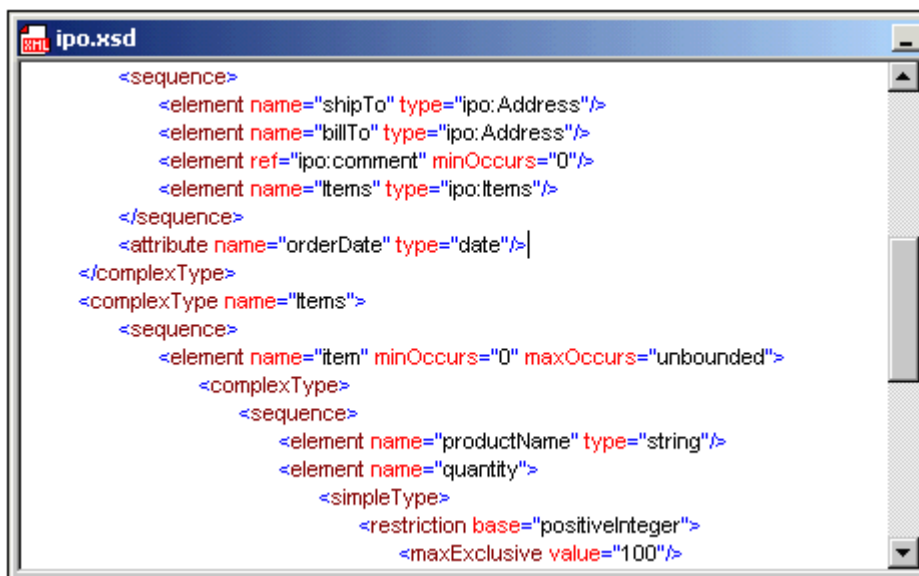 XML ipo.xsd
<sequence>
<element name="shipTo" type="ipo:Address"/>
<element name="billTo" type="ipo:Address"/>
<element ref="ipo:comment" minOccurs="0"/>
<element name="Items" type="ipo:Items"/>
</sequence>
<attribute name="orderDate" type="date"/>
</complexType>
<complexType name="Items">
<sequence>
<element name="item" minOccurs="0" maxOccurs="unbounded">
<complexType>
<sequence>
<element name="productName" type="string"/>
<element name="quantity">
<simpleType>
<restriction base="positiveInteger">
<maxExclusive value="100"/>